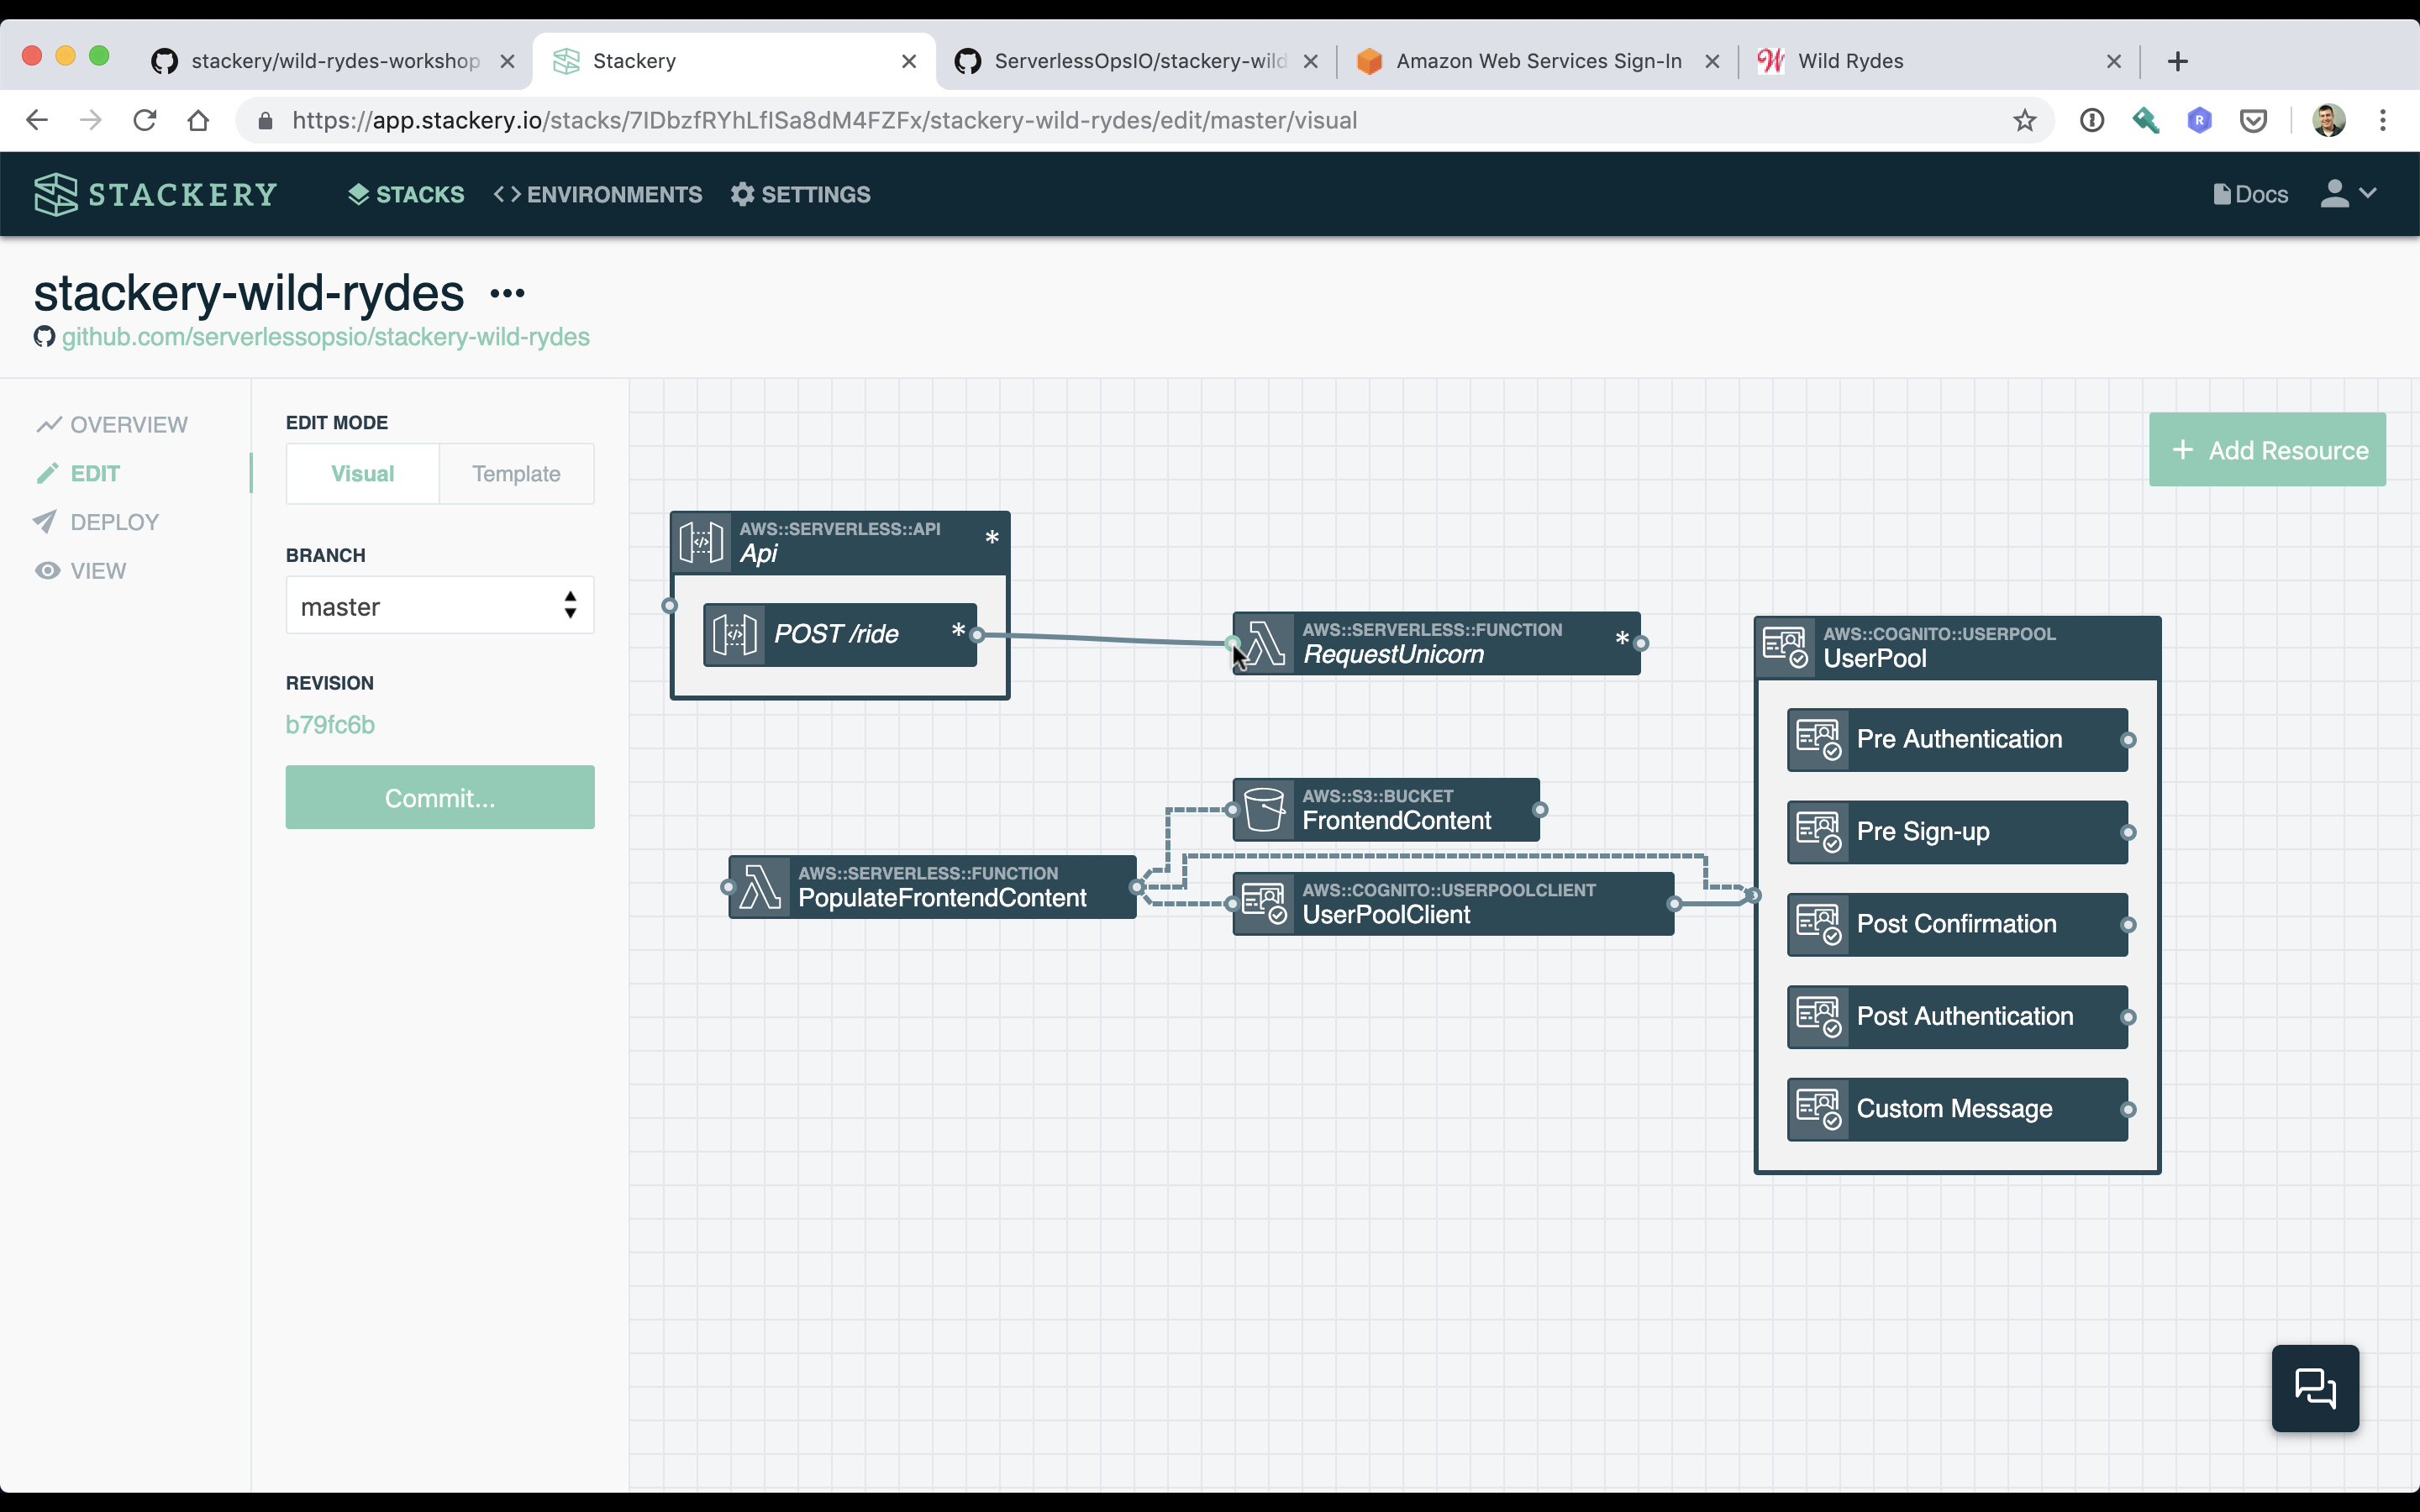 stackery/wild-rydes-workshop
Stackery
ServerlessOpsIO/stackery-wild
Amazon Web Services Sign-In
Wild Rydes
https://app.stackery.io/stacks/7IDbzfRYhLfISa8dM4FZFx/stackery-wild-rydes/edit/master/visual
STACKERY
STACKS
ENVIRONMENTS
SETTINGS
Docs
stackery-wild-rydes
github.com/serverlessopsio/stackery-wild-rydes
OVERVIEW
EDIT
DEPLOY
VIEW
EDIT MODE
Visual
Template
BRANCH
master
REVISION
b79fc6b
Commit...
+ Add Resource
AWS::SERVERLESS::API
Api *
POST /ride *
AWS::SERVERLESS::FUNCTION
RequestUnicorn *
AWS::S3::BUCKET
FrontendContent
AWS::SERVERLESS::FUNCTION
PopulateFrontendContent
AWS::COGNITO::USERPOOLCLIENT
UserPoolClient
AWS::COGNITO::USERPOOL
UserPool
Pre Authentication
Pre Sign-up
Post Confirmation
Post Authentication
Custom Message